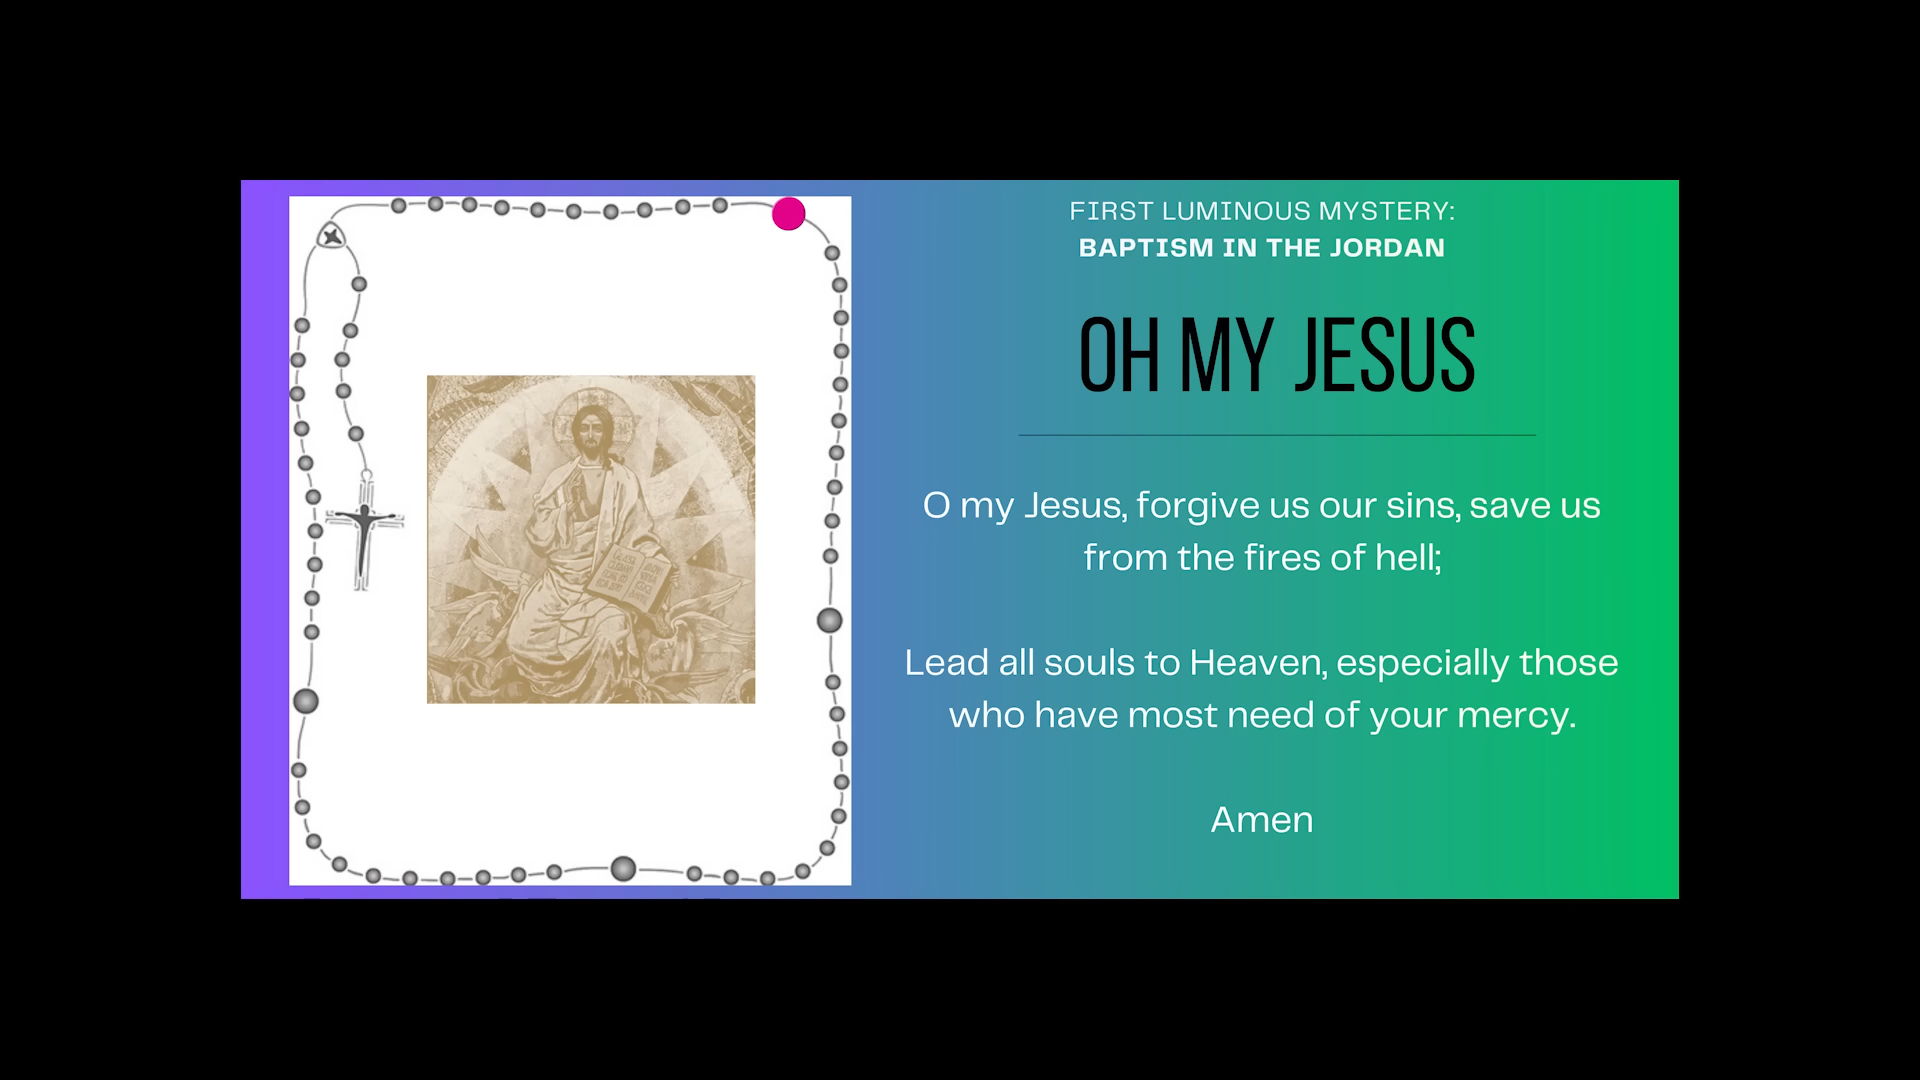 FIRST LUMINOUS MYSTERY:
BAPTISM IN THE JORDAN
OH MY JESUS
O my Jesus, forgive us our sins, save us
from the fires of hell;
Lead all souls to Heaven, especially those
who have most need of your mercy.
Amen